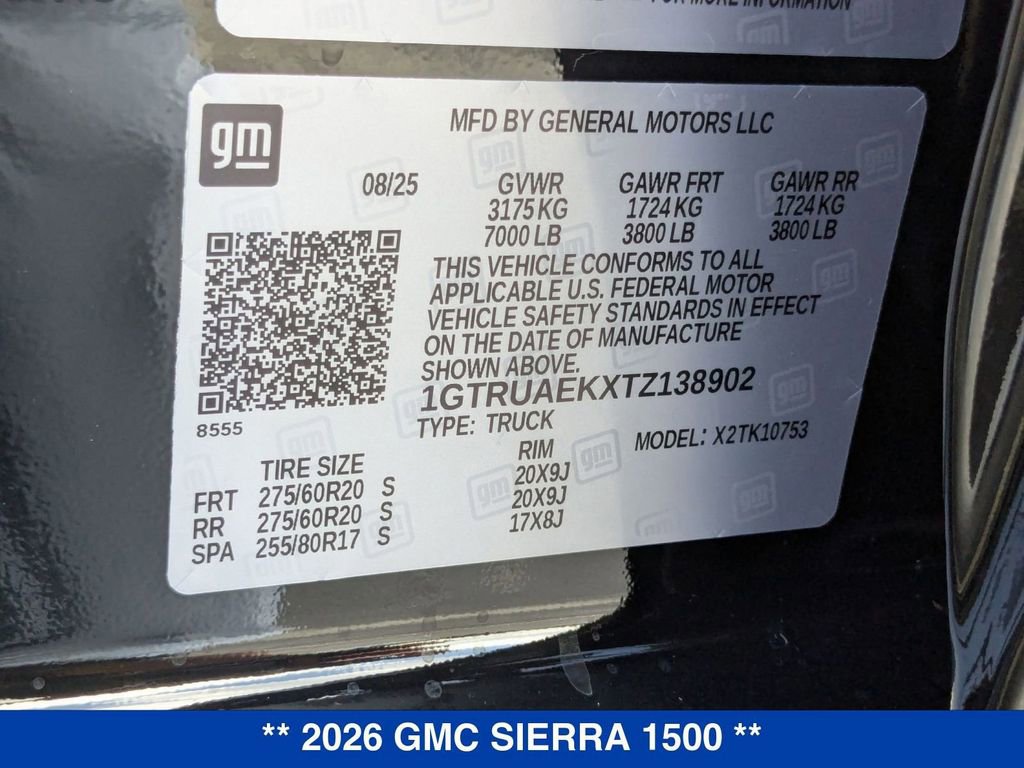 FOR MORE INFORMATION
gm
MFD BY GENERAL MOTORS LLC
08/25 GVWR GAWR FRT GAWR RR
3175 KG 1724 KG 1724 KG
7000 LB 3800 LB 3800 LB
THIS VEHICLE CONFORMS TO ALL
APPLICABLE U.S. FEDERAL MOTOR
VEHICLE SAFETY STANDARDS IN EFFECT
ON THE DATE OF MANUFACTURE
SHOWN ABOVE.
1GTRUAEKXTZ138902
8555
TYPE: TRUCK MODEL: X2TK10753
TIRE SIZE RIM
FRT 275/60R20 S 20X9J
RR 275/60R20 S 20X9J
SPA 255/80R17 S 17X8J
** 2026 GMC SIERRA 1500 **